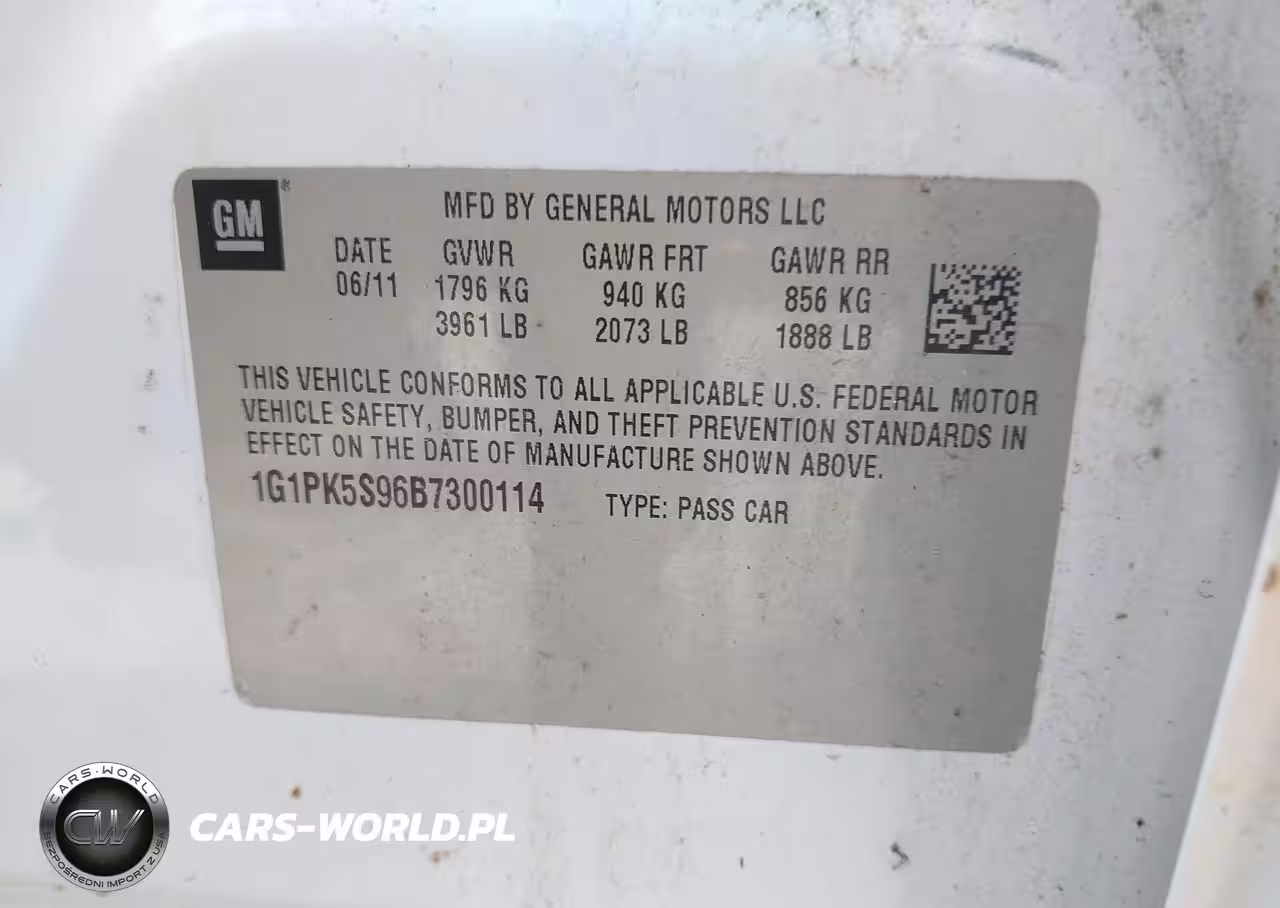 GM
MFD BY GENERAL MOTORS LLC
DATE GVWR GAWR FRT GAWR RR
06/11 1796 KG 940 KG 856 KG
3961 LB 2073 LB 1888 LB
THIS VEHICLE CONFORMS TO ALL APPLICABLE U.S. FEDERAL MOTOR
VEHICLE SAFETY, BUMPER, AND THEFT PREVENTION STANDARDS IN
EFFECT ON THE DATE OF MANUFACTURE SHOWN ABOVE.
1G1PK5S96B7300114 TYPE: PASS CAR
CARS-WORLD
CW
BEZPOŚREDNI IMPORT Z USA
CARS-WORLD.PL